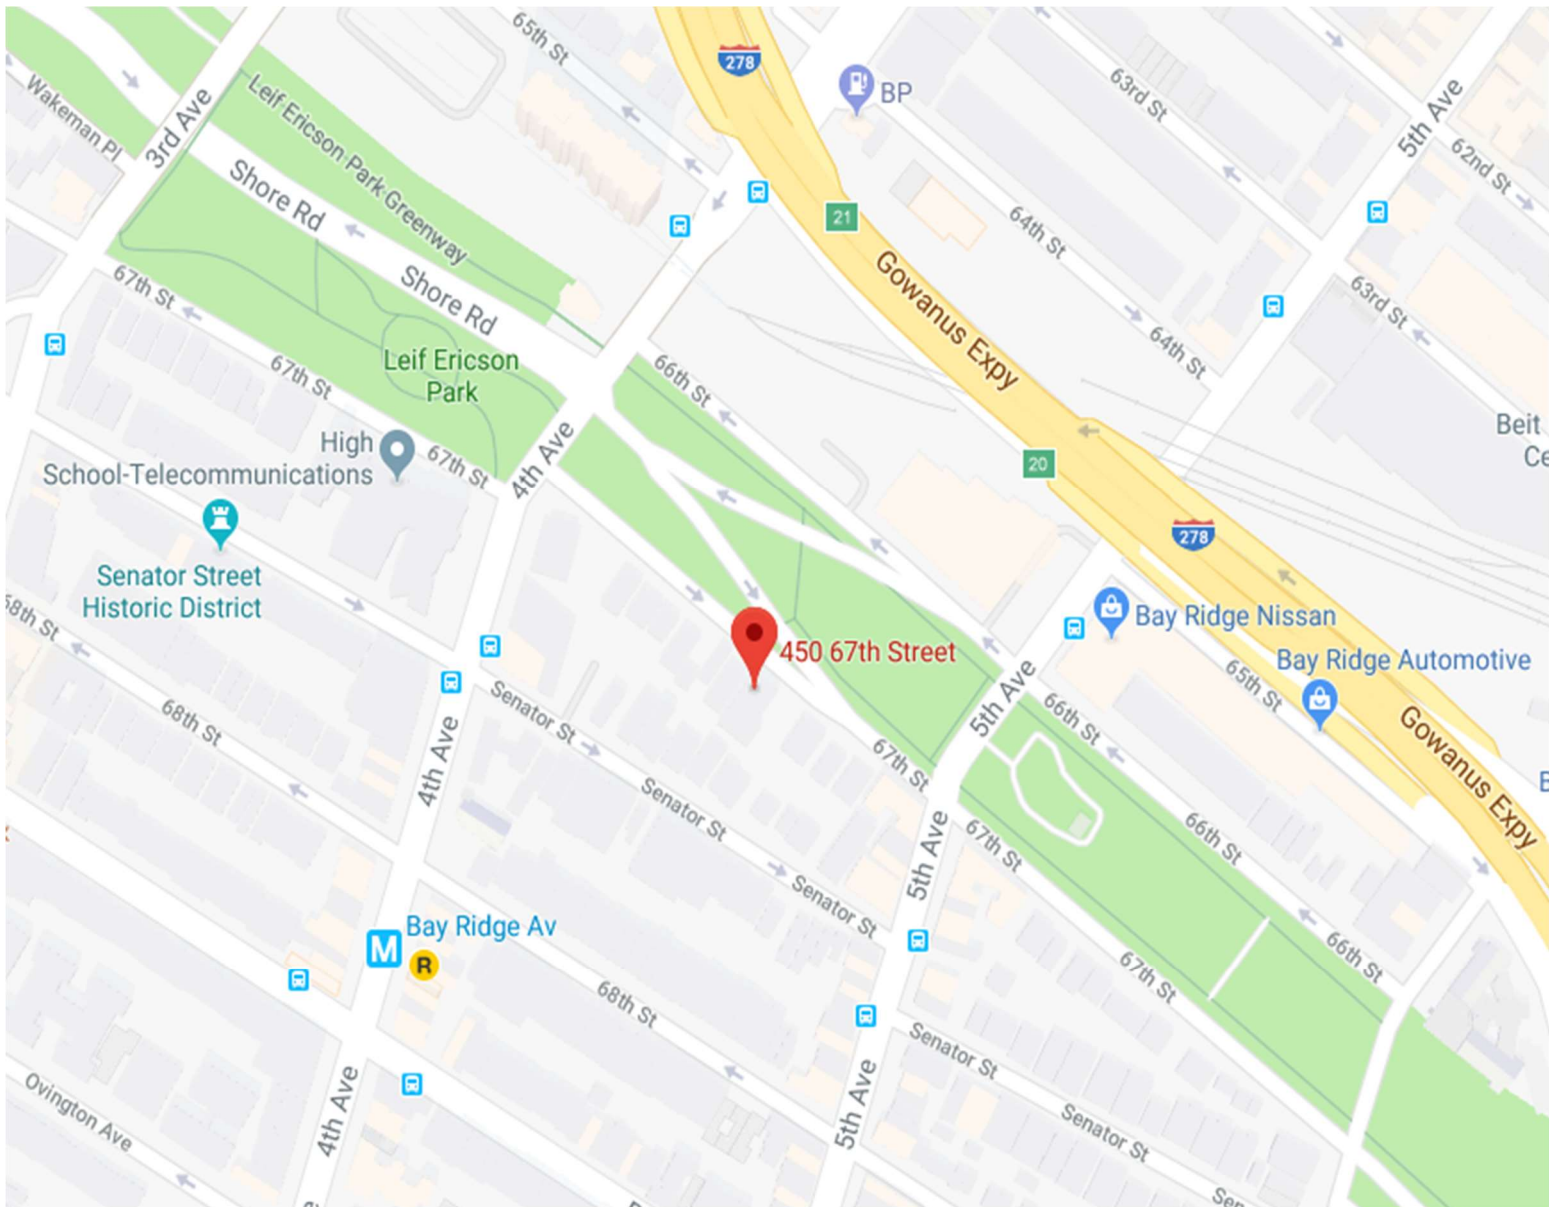 65th St
278
BP
63rd St
5th Ave
62nd St
Wakeman Pl
3rd Ave
Leif Ericson Park Greenway
Shore Rd
21
64th St
Gowanus Expy
63rd St
67th St
Shore Rd
64th St
67th St
Leif Ericson
Park
66th St
High
School-Telecommunications
67th St
4th Ave
20
Beit
Ce
278
Senator Street
Historic District
58th St
Bay Ridge Nissan
450 67th Street
Bay Ridge Automotive
65th St
5th Ave
66th St
68th St
Senator St
4th Ave
67th St
Gowanus Expy
Senator St
67th St
66th St
5th Ave
Senator St
M
Bay Ridge Av
R
66th St
67th St
68th St
Senator St
Ovington Ave
4th Ave
5th Ave
Senator St
Sen